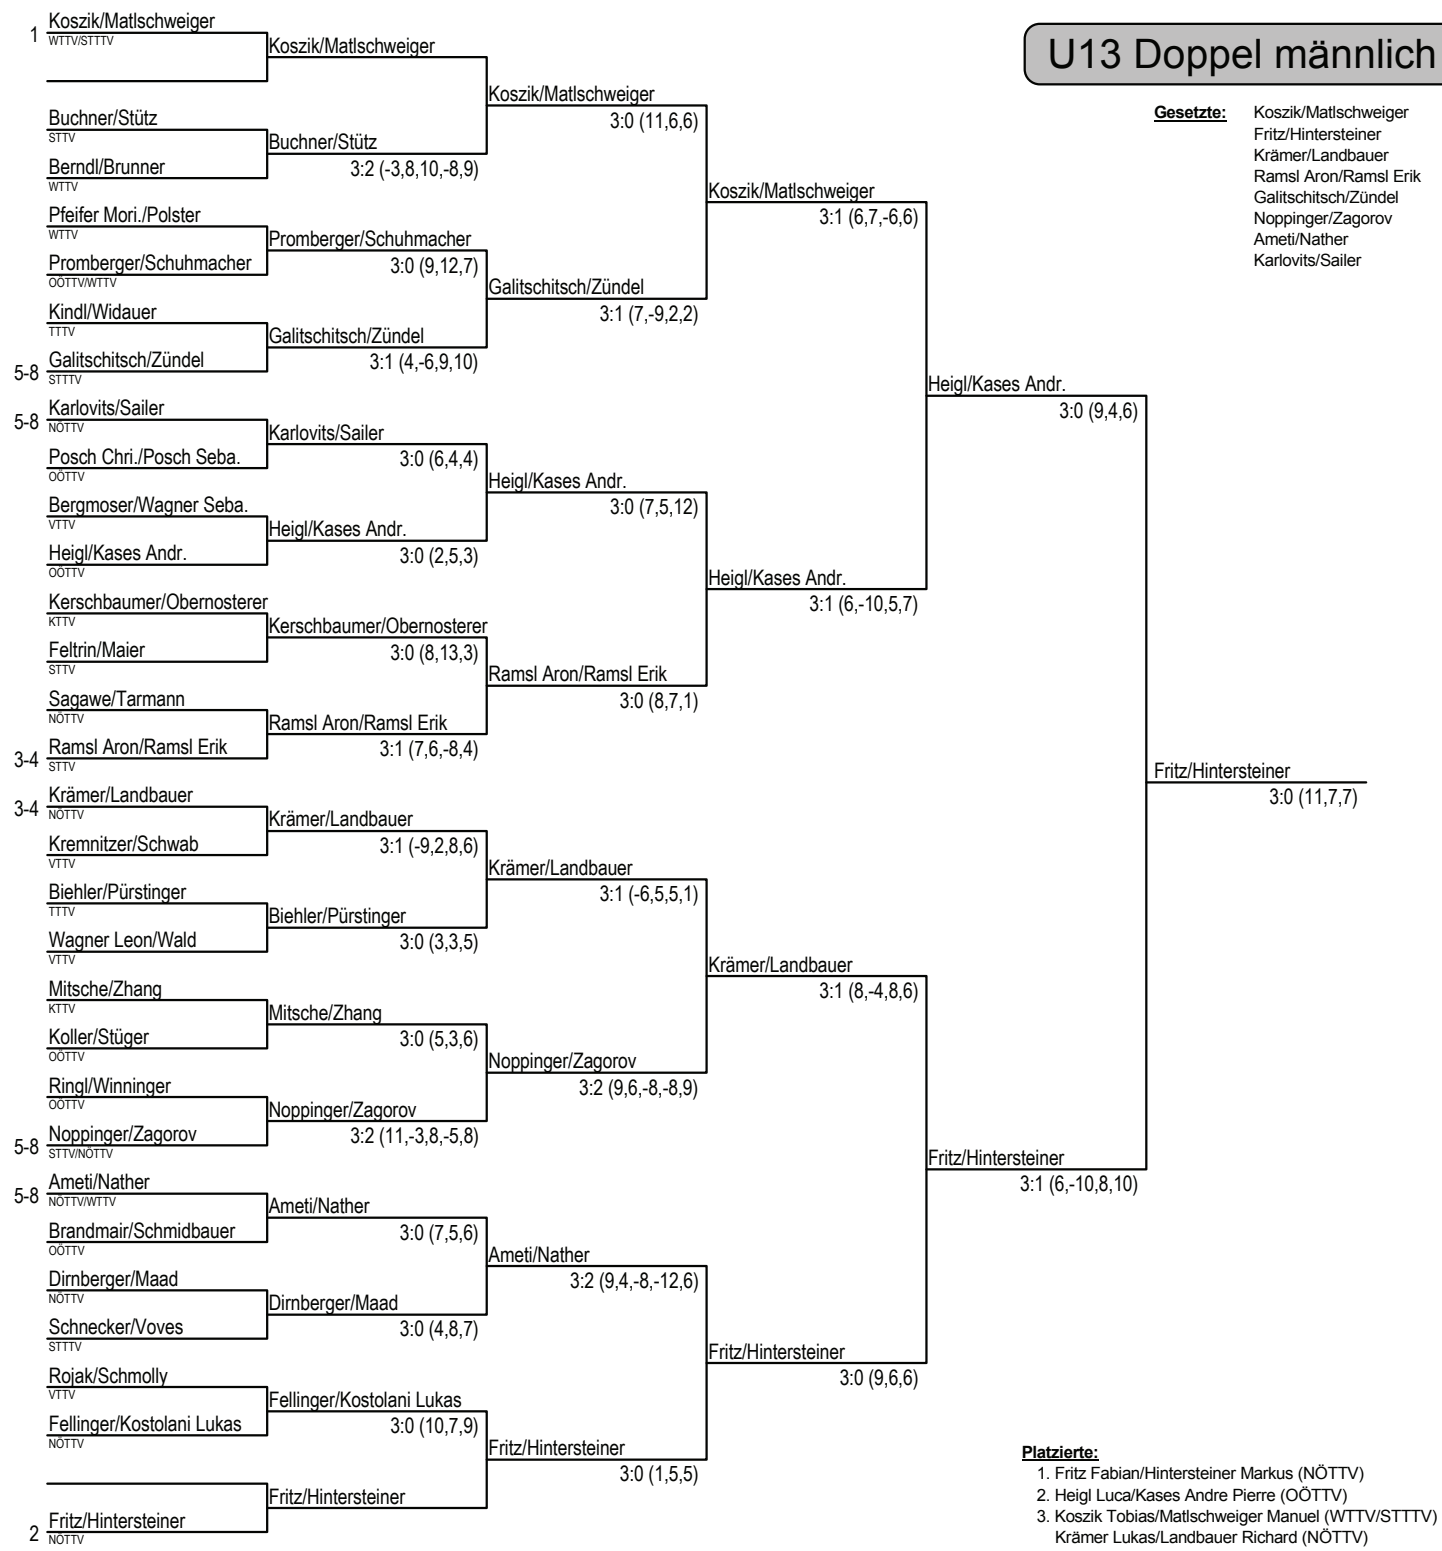 U13 Doppel männlich
Gesetzte:
Koszik/Matlschweiger
Fritz/Hintersteiner
Krämer/Landbauer
Ramsl Aron/Ramsl Erik
Galitschitsch/Zündel
Noppinger/Zagorov
Ameti/Nather
Karlovits/Sailer
1
Koszik/Matlschweiger
WTTV/STTTV
Buchner/Stütz
STTV
Berndl/Brunner
WTTV
Pfeifer Mori./Polster
WTTV
Promberger/Schuhmacher
OÖTTV/WTTV
Kindl/Widauer
TTTV
5-8
Galitschitsch/Zündel
STTTV
5-8
Karlovits/Sailer
NÖTTV
Posch Chri./Posch Seba.
OÖTTV
Bergmoser/Wagner Seba.
VTTV
Heigl/Kases Andr.
OÖTTV
Kerschbaumer/Obernosterer
KTTV
Feltrin/Maier
STTV
Sagawe/Tarmann
NÖTTV
3-4
Ramsl Aron/Ramsl Erik
STTV
3-4
Krämer/Landbauer
NÖTTV
Kremnitzer/Schwab
VTTV
Biehler/Pürstinger
TTTV
Wagner Leon/Wald
VTTV
Mitsche/Zhang
KTTV
Koller/Stüger
OÖTTV
Ringl/Winninger
OÖTTV
5-8
Noppinger/Zagorov
STTV/NÖTTV
5-8
Ameti/Nather
NÖTTV/WTTV
Brandmair/Schmidbauer
OÖTTV
Dirnberger/Maad
NÖTTV
Schnecker/Voves
STTTV
Rojak/Schmolly
VTTV
Fellinger/Kostolani Lukas
NÖTTV
2
Fritz/Hintersteiner
NÖTTV
Koszik/Matlschweiger
Buchner/Stütz
3:2 (-3,8,10,-8,9)
Promberger/Schuhmacher
3:0 (9,12,7)
Galitschitsch/Zündel
3:1 (4,-6,9,10)
Karlovits/Sailer
3:0 (6,4,4)
Heigl/Kases Andr.
3:0 (2,5,3)
Kerschbaumer/Obernosterer
3:0 (8,13,3)
Ramsl Aron/Ramsl Erik
3:1 (7,6,-8,4)
Krämer/Landbauer
3:1 (-9,2,8,6)
Biehler/Pürstinger
3:0 (3,3,5)
Mitsche/Zhang
3:0 (5,3,6)
Noppinger/Zagorov
3:2 (11,-3,8,-5,8)
Ameti/Nather
3:0 (7,5,6)
Dirnberger/Maad
3:0 (4,8,7)
Fellinger/Kostolani Lukas
3:0 (10,7,9)
Fritz/Hintersteiner
Koszik/Matlschweiger
3:0 (11,6,6)
Galitschitsch/Zündel
3:1 (7,-9,2,2)
Heigl/Kases Andr.
3:0 (7,5,12)
Ramsl Aron/Ramsl Erik
3:0 (8,7,1)
Krämer/Landbauer
3:1 (-6,5,5,1)
Noppinger/Zagorov
3:2 (9,6,-8,-8,9)
Ameti/Nather
3:2 (9,4,-8,-12,6)
Fritz/Hintersteiner
3:0 (1,5,5)
Koszik/Matlschweiger
3:1 (6,7,-6,6)
Heigl/Kases Andr.
3:1 (6,-10,5,7)
Krämer/Landbauer
3:1 (8,-4,8,6)
Fritz/Hintersteiner
3:0 (9,6,6)
Heigl/Kases Andr.
3:0 (9,4,6)
Fritz/Hintersteiner
3:1 (6,-10,8,10)
Fritz/Hintersteiner
3:0 (11,7,7)
Platzierte:
1. Fritz Fabian/Hintersteiner Markus (NÖTTV)
2. Heigl Luca/Kases Andre Pierre (OÖTTV)
3. Koszik Tobias/Matlschweiger Manuel (WTTV/STTTV)
Krämer Lukas/Landbauer Richard (NÖTTV)